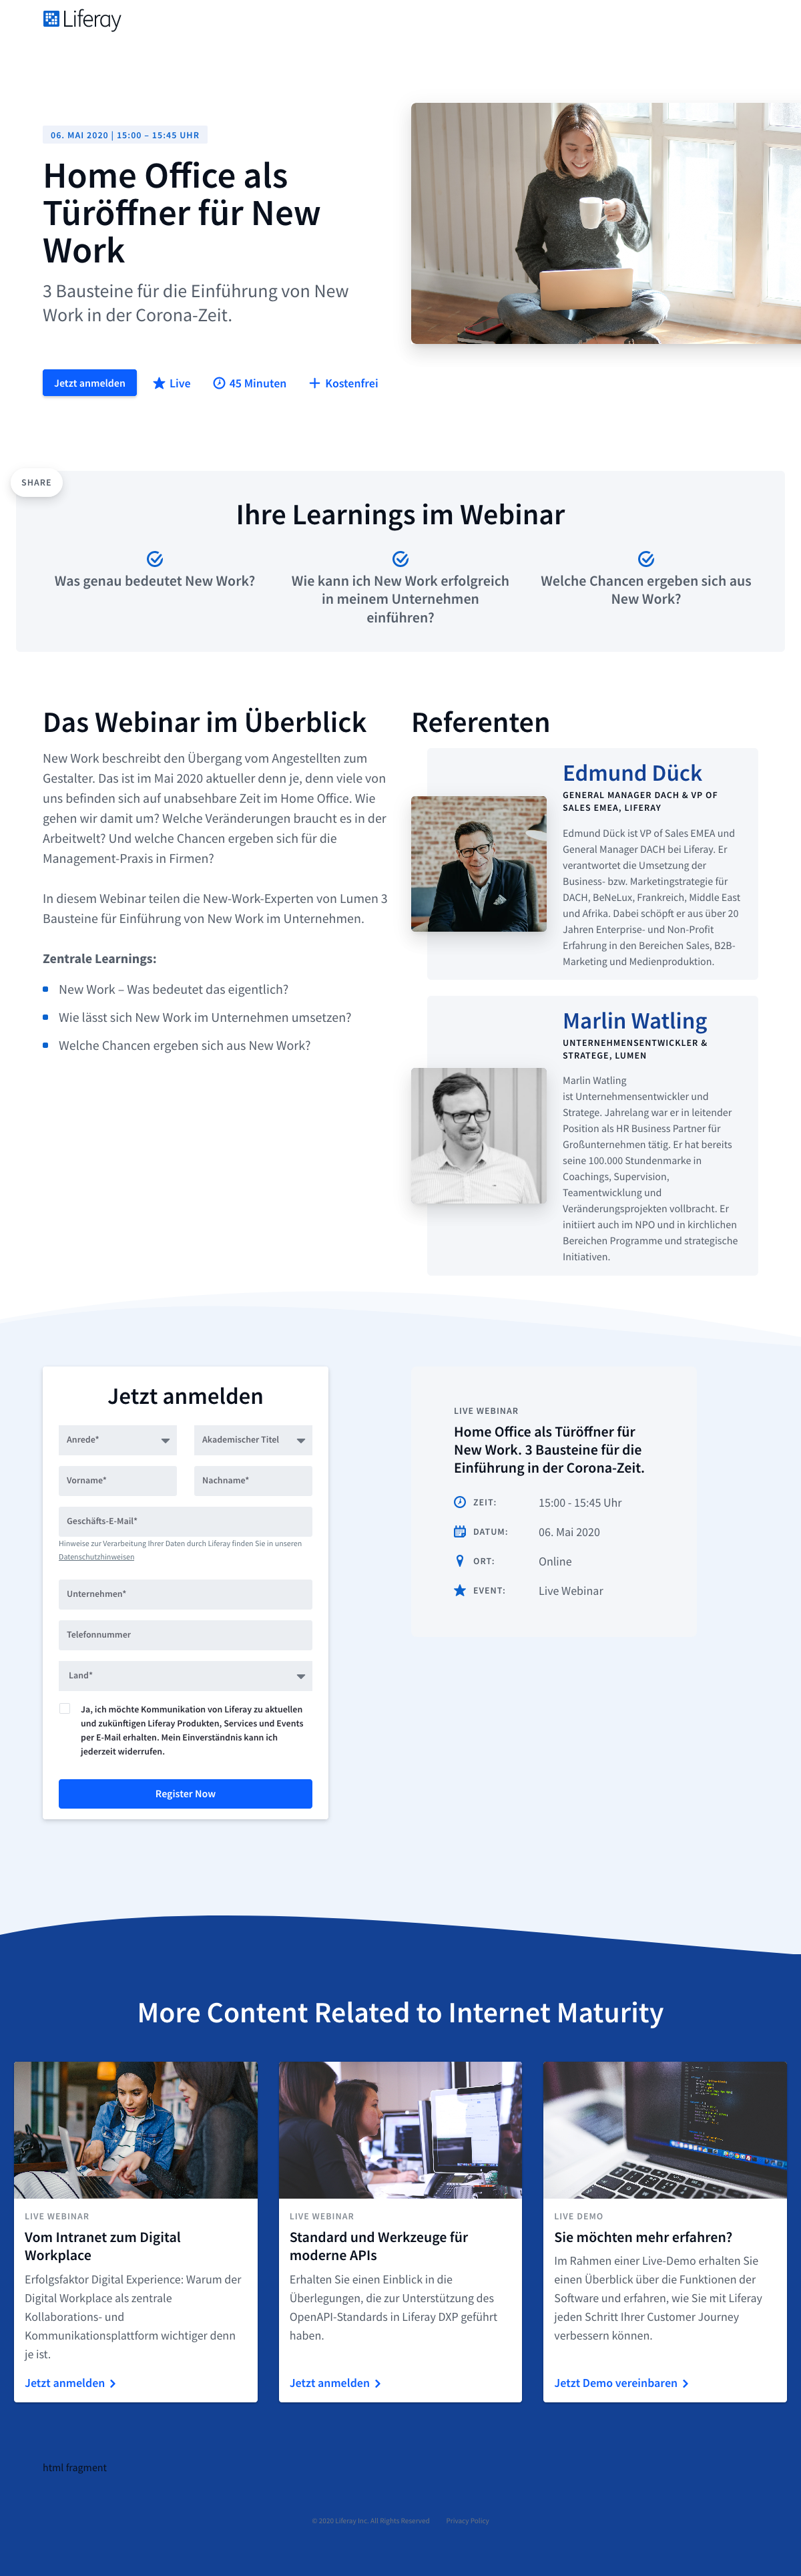 Liferay
06. MAI 2020 | 15:00 – 15:45 UHR
Home Office als
Türöffner für New
Work
3 Bausteine für die Einführung von New
Work in der Corona-Zeit.
Jetzt anmelden
Live
45 Minuten
Kostenfrei
SHARE
Ihre Learnings im Webinar
Was genau bedeutet New Work?
Wie kann ich New Work erfolgreich
in meinem Unternehmen
einführen?
Welche Chancen ergeben sich aus
New Work?
Das Webinar im Überblick
New Work beschreibt den Übergang vom Angestellten zum
Gestalter. Das ist im Mai 2020 aktueller denn je, denn viele von
uns befinden sich auf unabsehbare Zeit im Home Office. Wie
gehen wir damit um? Welche Veränderungen braucht es in der
Arbeitwelt? Und welche Chancen ergeben sich für die
Management-Praxis in Firmen?
In diesem Webinar teilen die New-Work-Experten von Lumen 3
Bausteine für Einführung von New Work im Unternehmen.
Zentrale Learnings:
New Work – Was bedeutet das eigentlich?
Wie lässt sich New Work im Unternehmen umsetzen?
Welche Chancen ergeben sich aus New Work?
Referenten
Edmund Dück
GENERAL MANAGER DACH & VP OF
SALES EMEA, LIFERAY
Edmund Dück ist VP of Sales EMEA und
General Manager DACH bei Liferay. Er
verantwortet die Umsetzung der
Business- bzw. Marketingstrategie für
DACH, BeNeLux, Frankreich, Middle East
und Afrika. Dabei schöpft er aus über 20
Jahren Enterprise- und Non-Profit
Erfahrung in den Bereichen Sales, B2B-
Marketing und Medienproduktion.
Marlin Watling
UNTERNEHMENSENTWICKLER &
STRATEGE, LUMEN
Marlin Watling
ist Unternehmensentwickler und
Stratege. Jahrelang war er in leitender
Position als HR Business Partner für
Großunternehmen tätig. Er hat bereits
seine 100.000 Stundenmarke in
Coachings, Supervision,
Teamentwicklung und
Veränderungsprojekten vollbracht. Er
initiiert auch im NPO und in kirchlichen
Bereichen Programme und strategische
Initiativen.
Jetzt anmelden
Anrede*
Akademischer Titel
Vorname*
Nachname*
Geschäfts-E-Mail*
Hinweise zur Verarbeitung Ihrer Daten durch Liferay finden Sie in unseren
Datenschutzhinweisen
Unternehmen*
Telefonnummer
Land*
Ja, ich möchte Kommunikation von Liferay zu aktuellen
und zukünftigen Liferay Produkten, Services und Events
per E-Mail erhalten. Mein Einverständnis kann ich
jederzeit widerrufen.
Register Now
LIVE WEBINAR
Home Office als Türöffner für
New Work. 3 Bausteine für die
Einführung in der Corona-Zeit.
ZEIT: 15:00 - 15:45 Uhr
DATUM: 06. Mai 2020
ORT: Online
EVENT: Live Webinar
More Content Related to Internet Maturity
LIVE WEBINAR
Vom Intranet zum Digital
Workplace
Erfolgsfaktor Digital Experience: Warum der
Digital Workplace als zentrale
Kollaborations- und
Kommunikationsplattform wichtiger denn
je ist.
Jetzt anmelden
LIVE WEBINAR
Standard und Werkzeuge für
moderne APIs
Erhalten Sie einen Einblick in die
Überlegungen, die zur Unterstützung des
OpenAPI-Standards in Liferay DXP geführt
haben.
Jetzt anmelden
LIVE DEMO
Sie möchten mehr erfahren?
Im Rahmen einer Live-Demo erhalten Sie
einen Überblick über die Funktionen der
Software und erfahren, wie Sie mit Liferay
jeden Schritt Ihrer Customer Journey
verbessern können.
Jetzt Demo vereinbaren
html fragment
© 2020 Liferay Inc. All Rights Reserved Privacy Policy